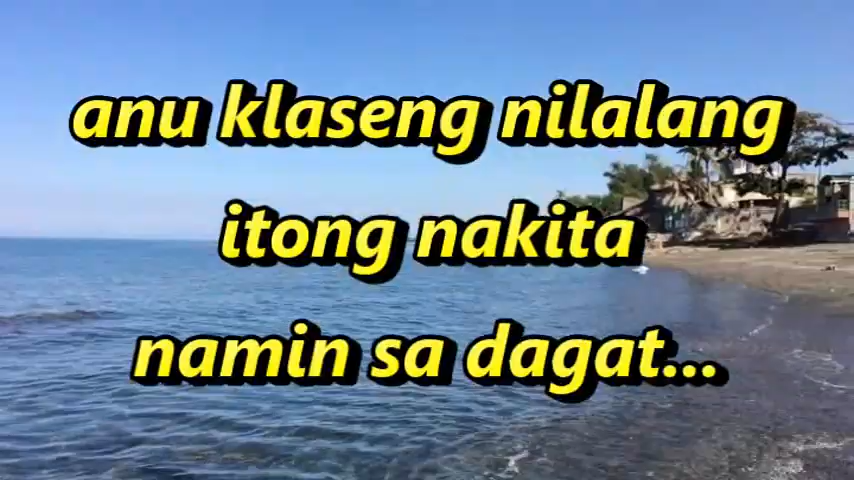 anu klaseng nilalang
itong nakita
namin sa dagat...